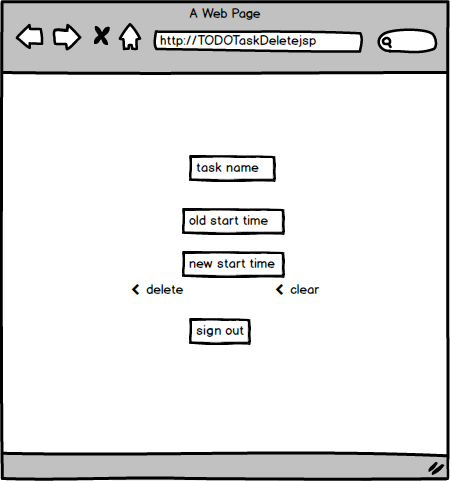 A Web Page
http://TODOTaskDeletejsp
task name
old start time
new start time
delete
clear
sign out